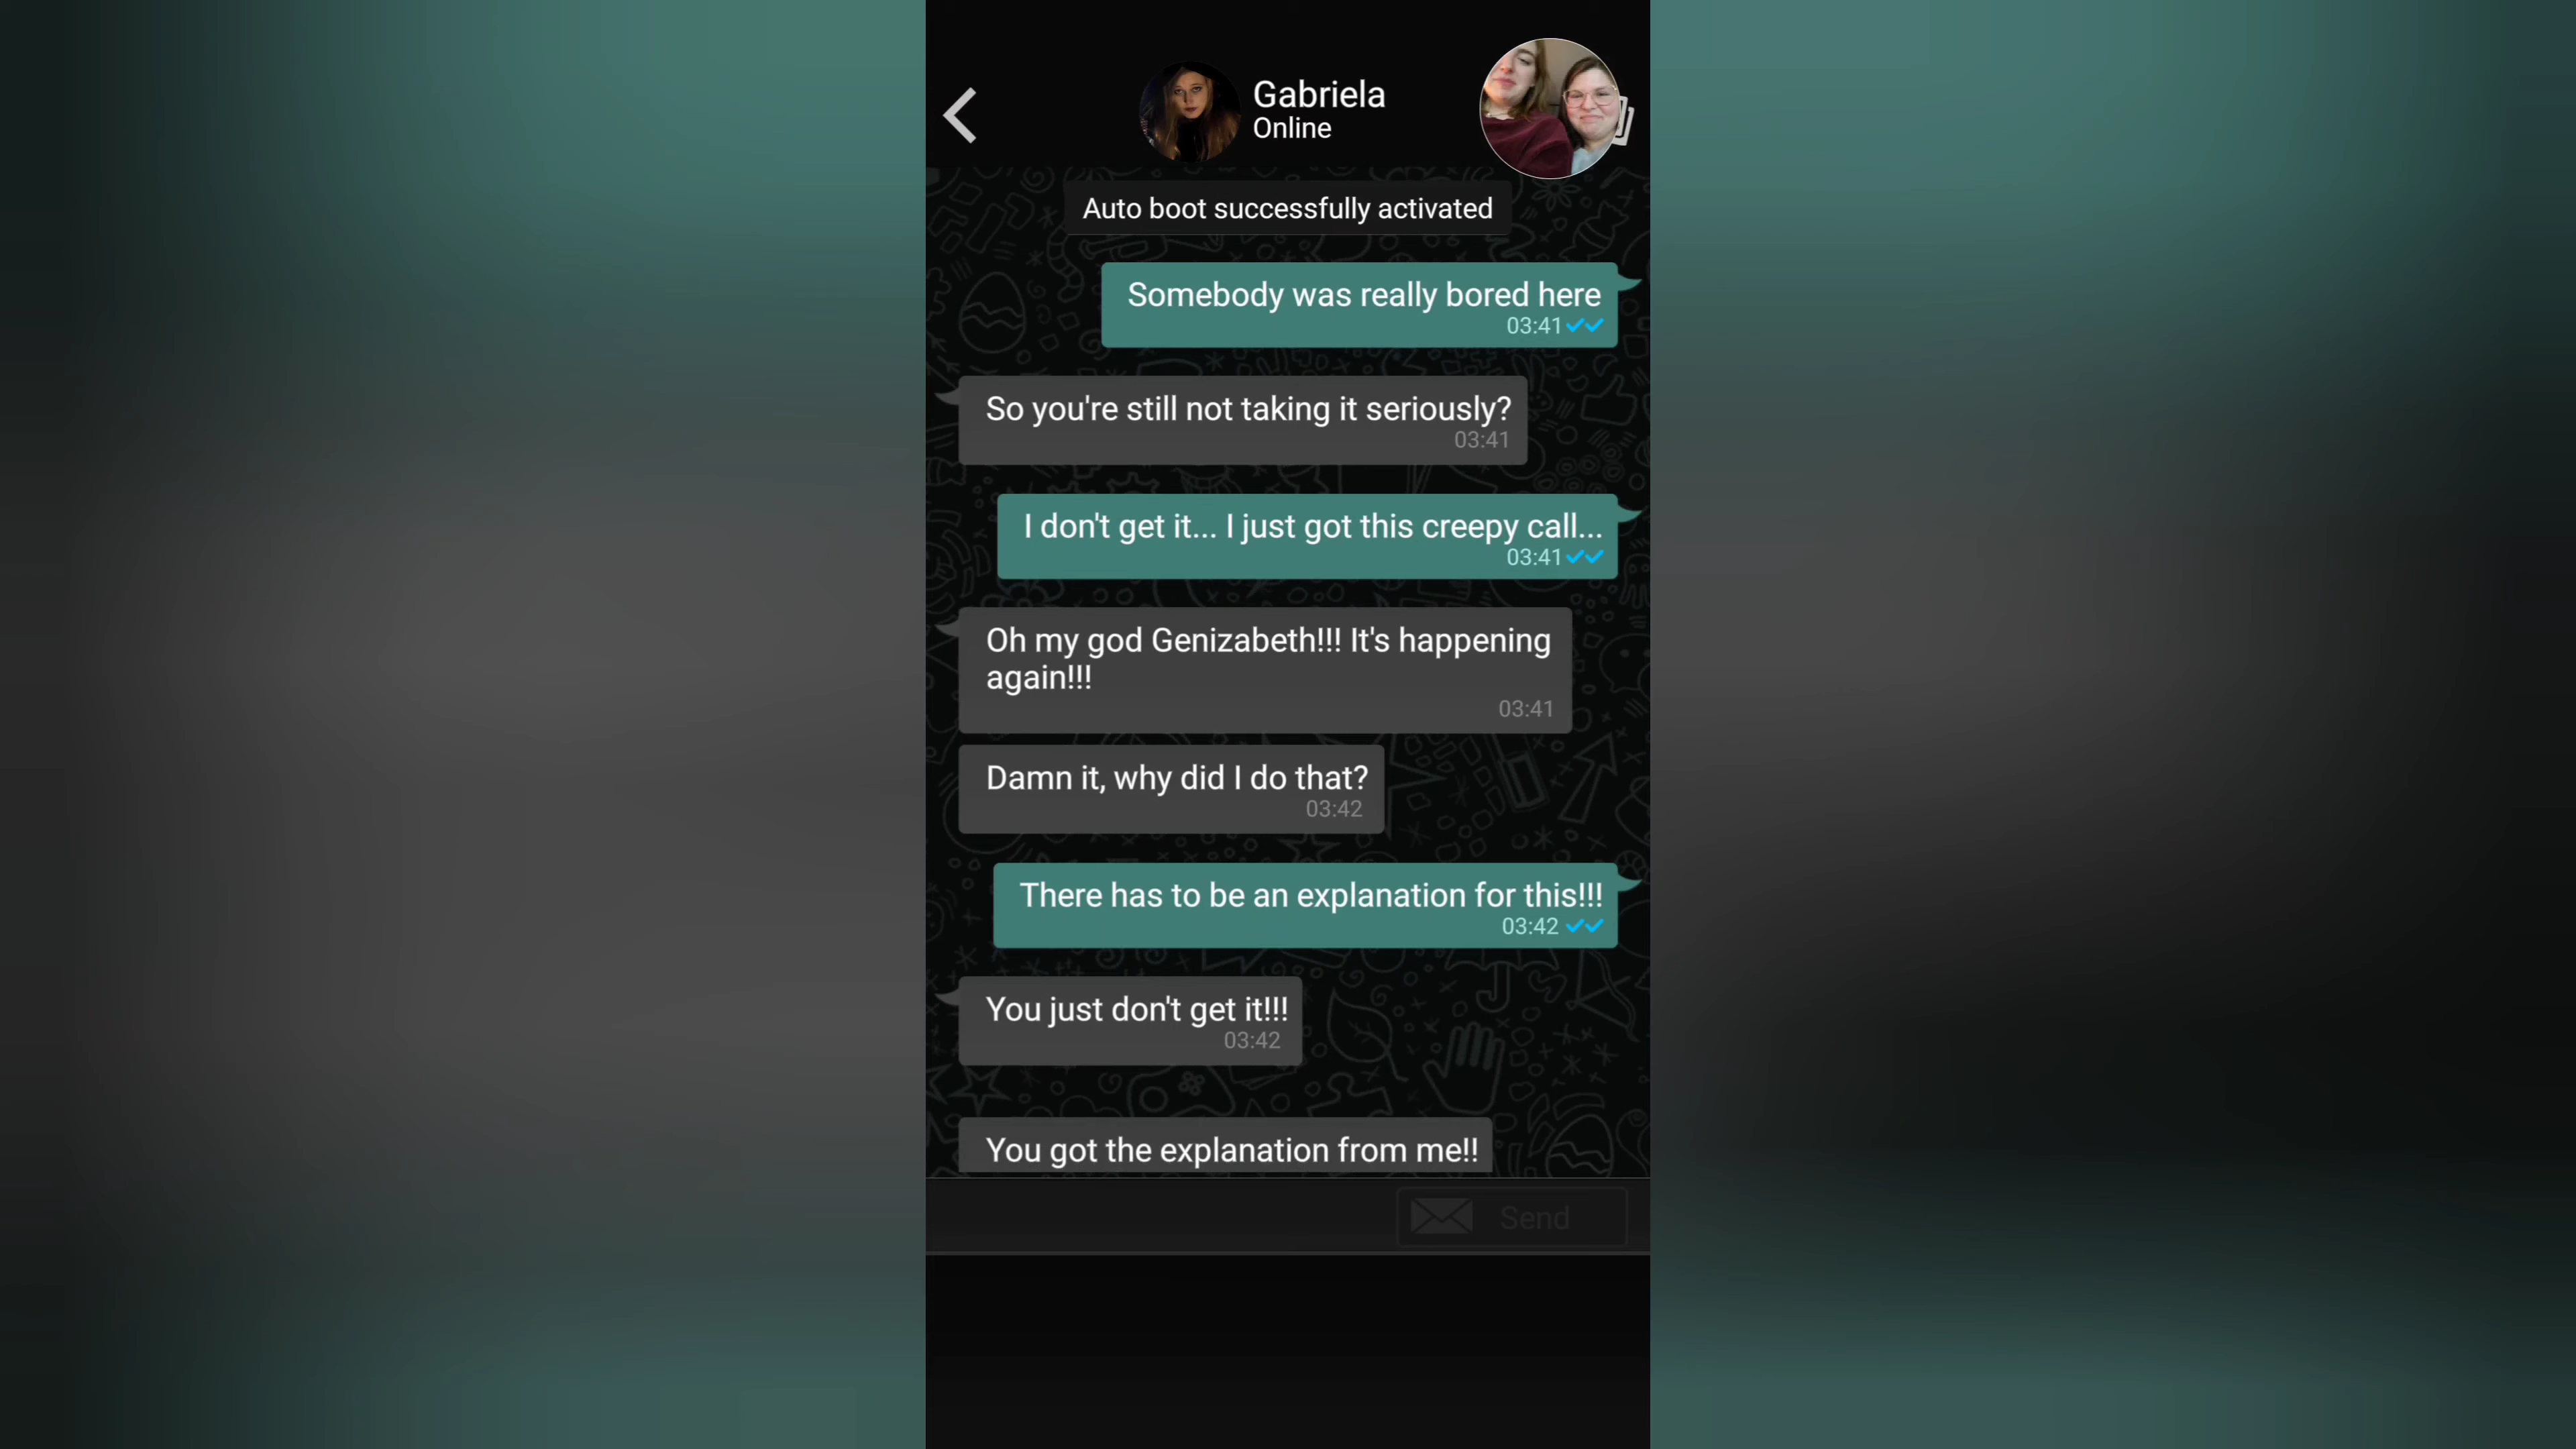 Gabriela
Online
Auto boot successfully activated
Somebody was really bored here
03:41
So you're still not taking it seriously?
03:41
I don't get it... I just got this creepy call...
03:41
Oh my god Genizabeth!!! It's happening
again!!!
03:41
Damn it, why did I do that?
03:42
There has to be an explanation for this!!!
03:42
You just don't get it!!!
03:42
You got the explanation from me!!
Send